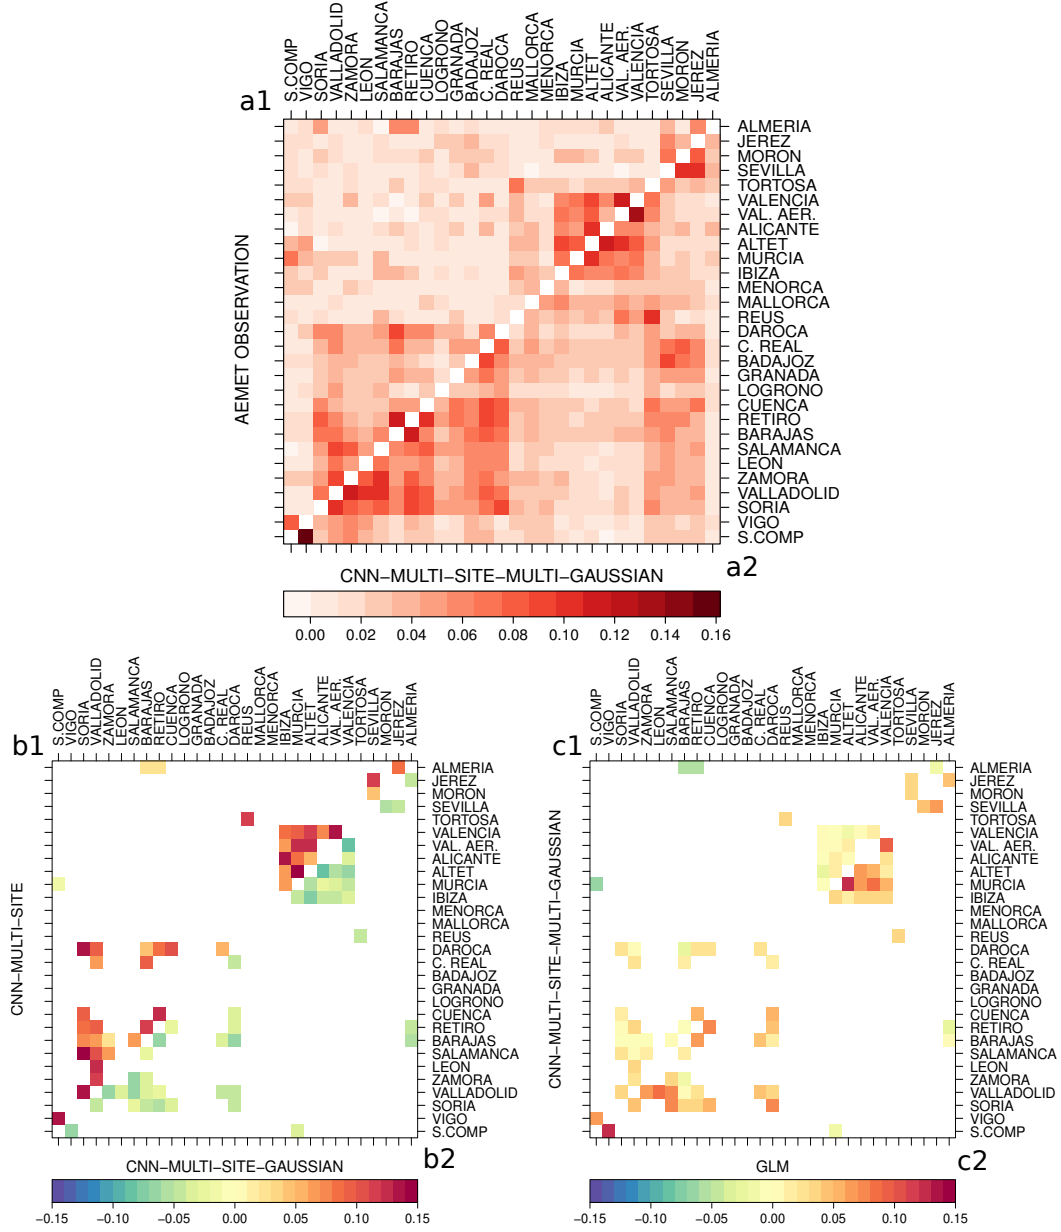 a1
S.COMP
VIGO
SORIA
VALLADOLID
ZAMORA
LEON
SALAMANCA
BARAJAS
RETIRO
CUENCA
LOGRONO
GRANADA
BADAJOZ
C. REAL
DAROCA
REUS
MALLORCA
MENORCA
IBIZA
MURCIA
ALTET
ALICANTE
VAL. AER.
VALENCIA
TORTOSA
SEVILLA
MORON
JEREZ
ALMERIA
AEMET OBSERVATION
ALMERIA
JEREZ
MORON
SEVILLA
TORTOSA
VALENCIA
VAL. AER.
ALICANTE
ALTET
MURCIA
IBIZA
MENORCA
MALLORCA
REUS
DAROCA
C. REAL
BADAJOZ
GRANADA
LOGRONO
CUENCA
RETIRO
BARAJAS
SALAMANCA
LEON
ZAMORA
VALLADOLID
SORIA
VIGO
S.COMP
a2
CNN−MULTI−SITE−MULTI−GAUSSIAN
0.00 0.02 0.04 0.06 0.08 0.10 0.12 0.14 0.16
b1
S.COMP
VIGO
SORIA
VALLADOLID
ZAMORA
LEON
SALAMANCA
BARAJAS
RETIRO
CUENCA
LOGRONO
GRANADA
BADAJOZ
C. REAL
DAROCA
REUS
MALLORCA
MENORCA
IBIZA
MURCIA
ALTET
ALICANTE
VAL. AER.
VALENCIA
TORTOSA
SEVILLA
MORON
JEREZ
ALMERIA
CNN−MULTI−SITE
ALMERIA
JEREZ
MORON
SEVILLA
TORTOSA
VALENCIA
VAL. AER.
ALICANTE
ALTET
MURCIA
IBIZA
MENORCA
MALLORCA
REUS
DAROCA
C. REAL
BADAJOZ
GRANADA
LOGRONO
CUENCA
RETIRO
BARAJAS
SALAMANCA
LEON
ZAMORA
VALLADOLID
SORIA
VIGO
S.COMP
CNN−MULTI−SITE−GAUSSIAN
b2
−0.15 −0.10 −0.05 0.00 0.05 0.10 0.15
c1
S.COMP
VIGO
SORIA
VALLADOLID
ZAMORA
LEON
SALAMANCA
BARAJAS
RETIRO
CUENCA
LOGRONO
GRANADA
BADAJOZ
C. REAL
DAROCA
REUS
MALLORCA
MENORCA
IBIZA
MURCIA
ALTET
ALICANTE
VAL. AER.
VALENCIA
TORTOSA
SEVILLA
MORON
JEREZ
ALMERIA
CNN−MULTI−SITE−MULTI−GAUSSIAN
ALMERIA
JEREZ
MORON
SEVILLA
TORTOSA
VALENCIA
VAL. AER.
ALICANTE
ALTET
MURCIA
IBIZA
MENORCA
MALLORCA
REUS
DAROCA
C. REAL
BADAJOZ
GRANADA
LOGRONO
CUENCA
RETIRO
BARAJAS
SALAMANCA
LEON
ZAMORA
VALLADOLID
SORIA
VIGO
S.COMP
GLM
c2
−0.15 −0.10 −0.05 0.00 0.05 0.10 0.15